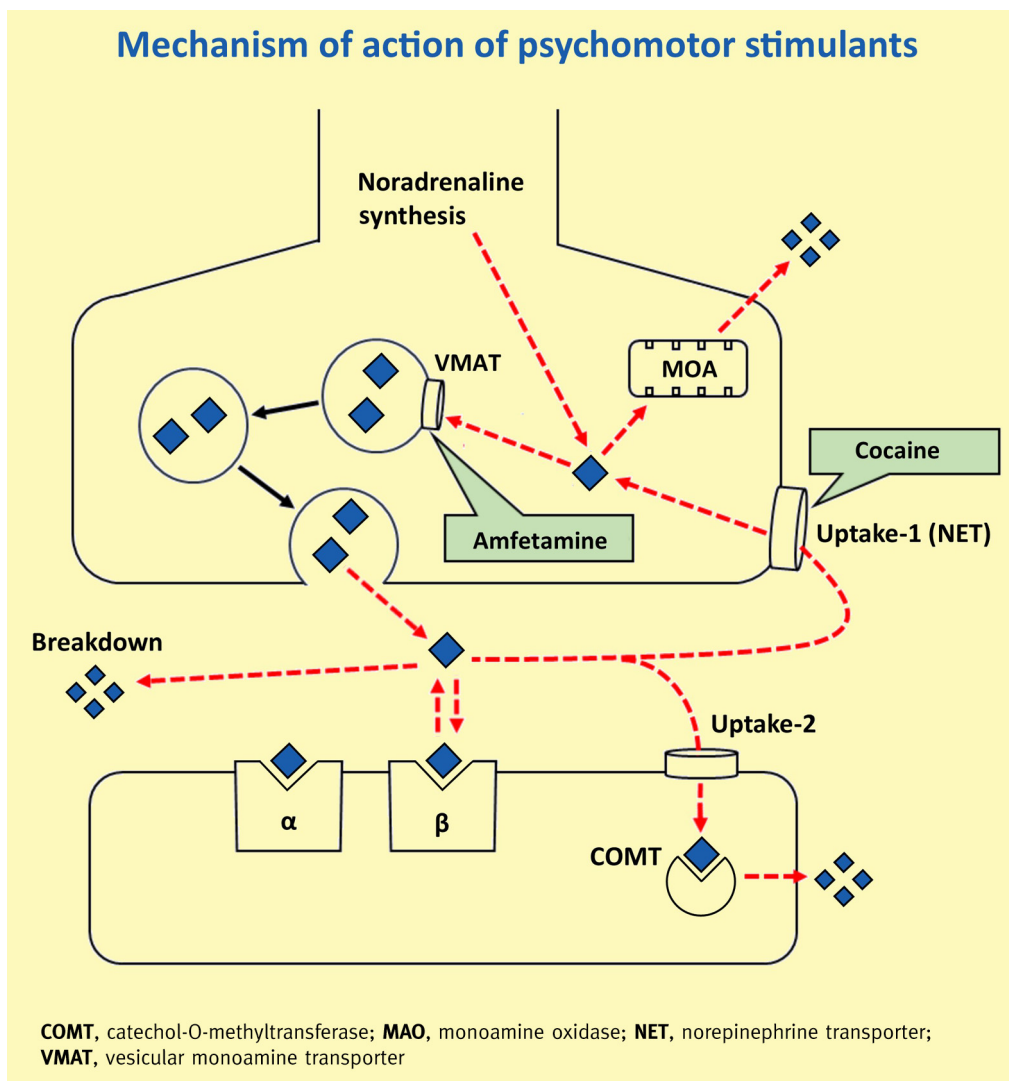 Mechanism of action of psychomotor stimulants
Noradrenaline
synthesis
VMAT
MOA
Cocaine
Amfetamine
Uptake-1 (NET)
Breakdown
Uptake-2
α
β
COMT
COMT, catechol-O-methyltransferase; MAO, monoamine oxidase; NET, norepinephrine transporter;
VMAT, vesicular monoamine transporter